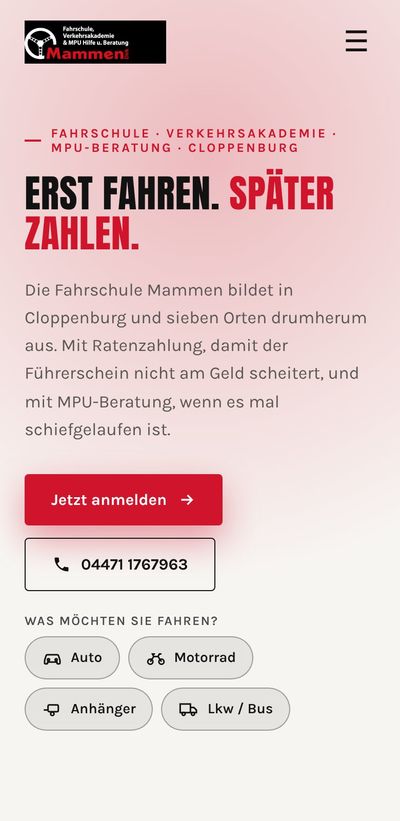 Fahrschule,
Verkehrsakademie
& MPU Hilfe u. Beratung
Mammen
FAHRSCHULE · VERKEHRSAKADEMIE ·
MPU-BERATUNG · CLOPPENBURG
ERST FAHREN. SPÄTER
ZAHLEN.
Die Fahrschule Mammen bildet in
Cloppenburg und sieben Orten drumherum
aus. Mit Ratenzahlung, damit der
Führerschein nicht am Geld scheitert, und
mit MPU-Beratung, wenn es mal
schiefgelaufen ist.
Jetzt anmelden →
04471 1767963
WAS MÖCHTEN SIE FAHREN?
Auto
Motorrad
Anhänger
Lkw / Bus